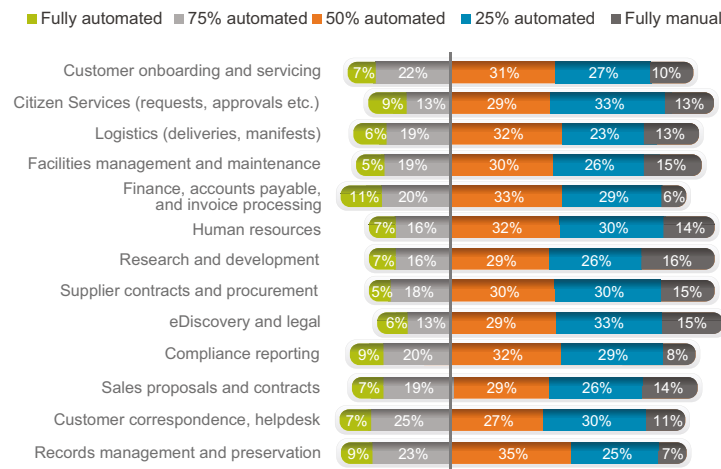 Fully automated 75% automated 50% automated 25% automated Fully manual
Customer onboarding and servicing 7% 22% 31% 27% 10%
Citizen Services (requests, approvals etc.) 9% 13% 29% 33% 13%
Logistics (deliveries, manifests) 6% 19% 32% 23% 13%
Facilities management and maintenance 5% 19% 30% 26% 15%
Finance, accounts payable,
and invoice processing 11% 20% 33% 29% 6%
Human resources 7% 16% 32% 30% 14%
Research and development 7% 16% 29% 26% 16%
Supplier contracts and procurement 5% 18% 30% 30% 15%
eDiscovery and legal 6% 13% 29% 33% 15%
Compliance reporting 9% 20% 32% 29% 8%
Sales proposals and contracts 7% 19% 29% 26% 14%
Customer correspondence, helpdesk 7% 25% 27% 30% 11%
Records management and preservation 9% 23% 35% 25% 7%